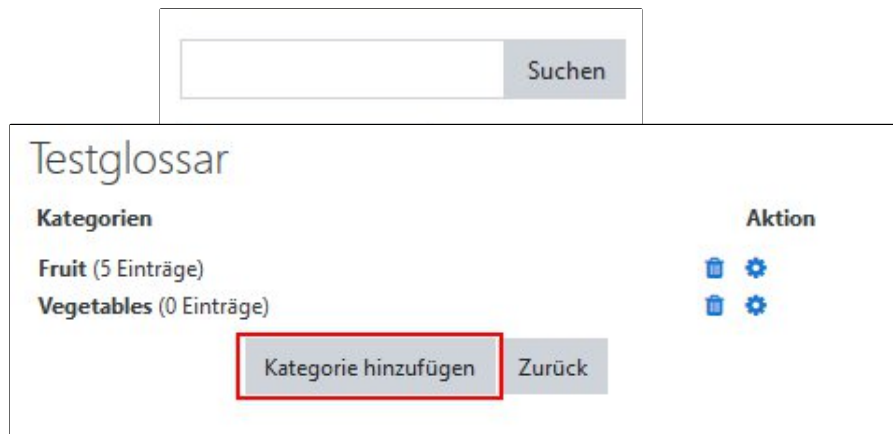 Suchen
Testglossar
Kategorien Aktion
Fruit (5 Einträge)
Vegetables (0 Einträge)
Kategorie hinzufügen Zurück